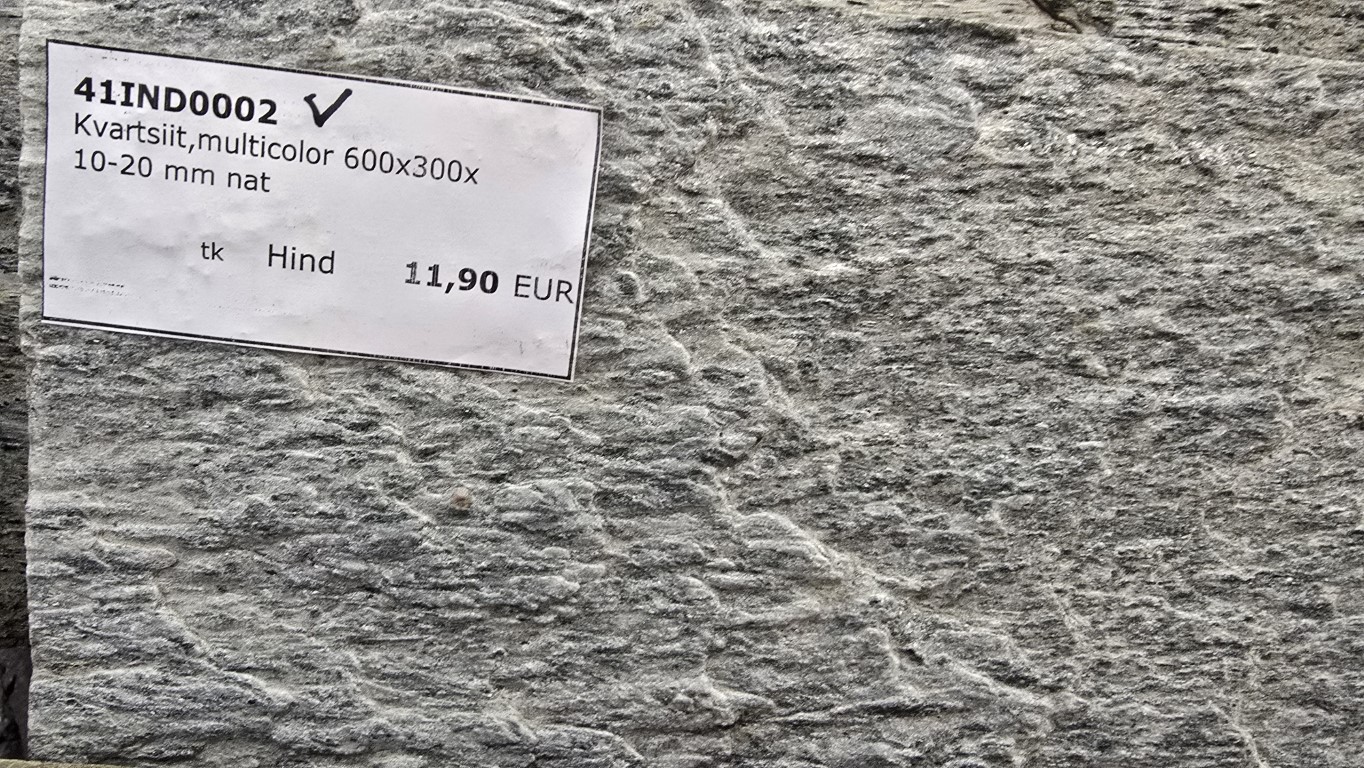 41IND0002
Kvartsiit,multicolor 600x300x
10-20 mm nat
tk Hind 11,90 EUR